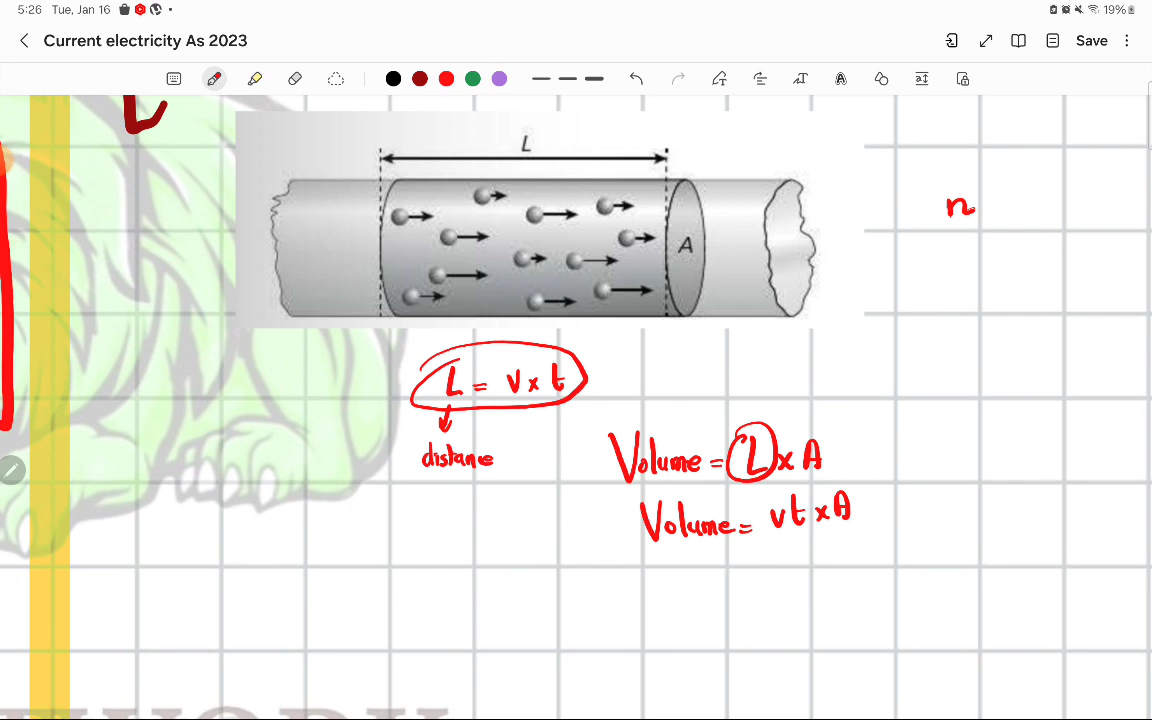 5:26 Tue, Jan 16
19%
Current electricity As 2023
Save
L
L
A
n
L = v x t
distance
Volume = L x A
Volume = vt x A